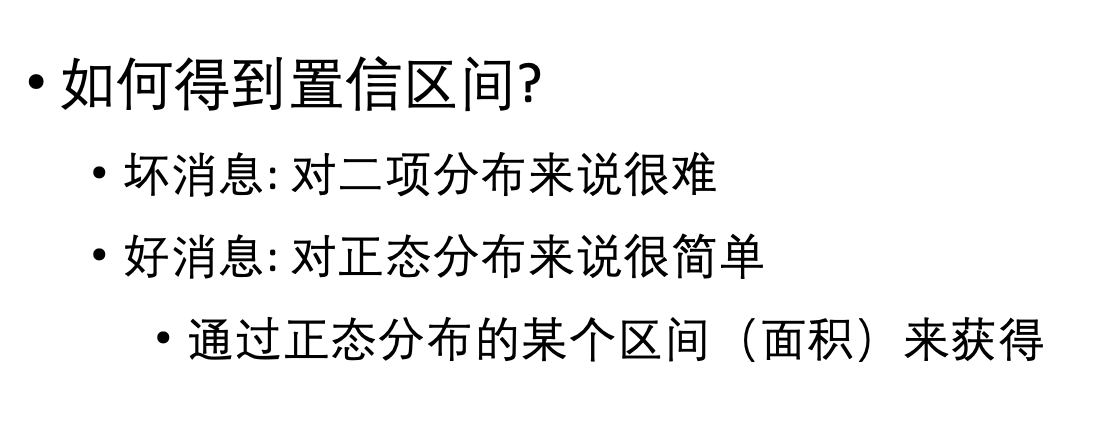 • 如何得到置信区间?
• 坏消息: 对二项分布来说很难
• 好消息: 对正态分布来说很简单
• 通过正态分布的某个区间（面积）来获得